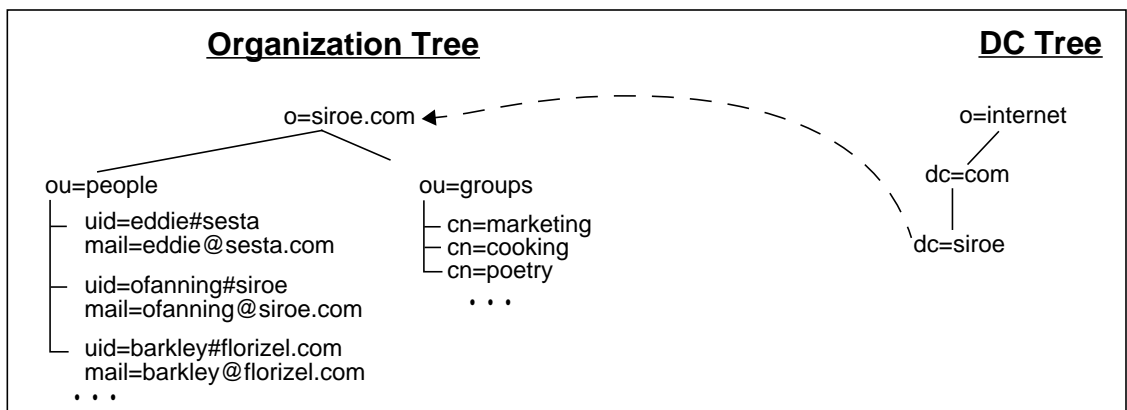 Organization Tree
DC Tree
o=siroe.com
o=internet
ou=people
ou=groups
dc=com
uid=eddie#sesta
mail=eddie@sesta.com
cn=marketing
cn=cooking
cn=poetry
dc=siroe
uid=ofanning#siroe
mail=ofanning@siroe.com
• • •
uid=barkley#florizel.com
mail=barkley@florizel.com
• • •